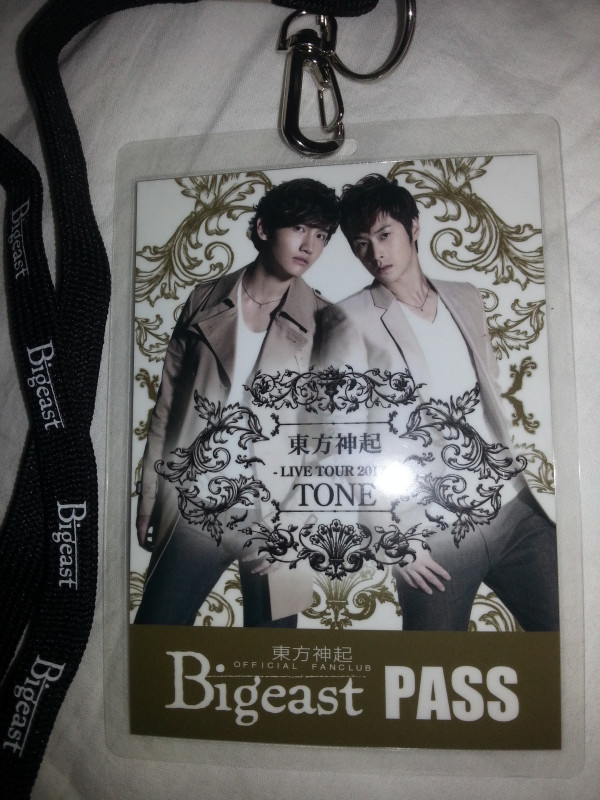 東方神起
- LIVE TOUR
TONE
東方神起
OFFICIAL FANCLUB
Bigeast PASS
Bigeast
Bigeast
Bigeast
Bigeast